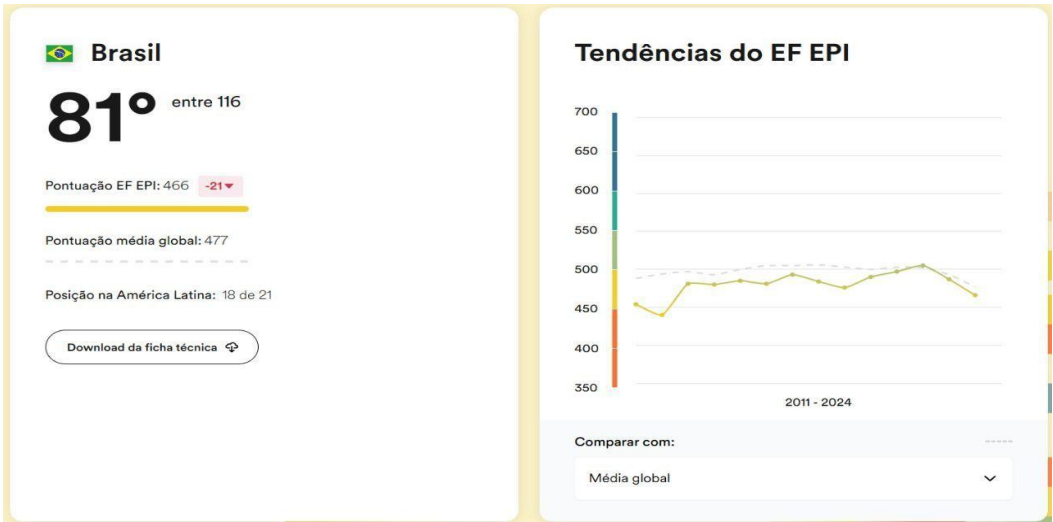 Brasil
81º entre 116
Pontuação EF EPI: 466 -21▼
Pontuação média global: 477
Posição na América Latina: 18 de 21
Download da ficha técnica
Tendências do EF EPI
700
650
600
550
500
450
400
350
2011 - 2024
Comparar com:
Média global